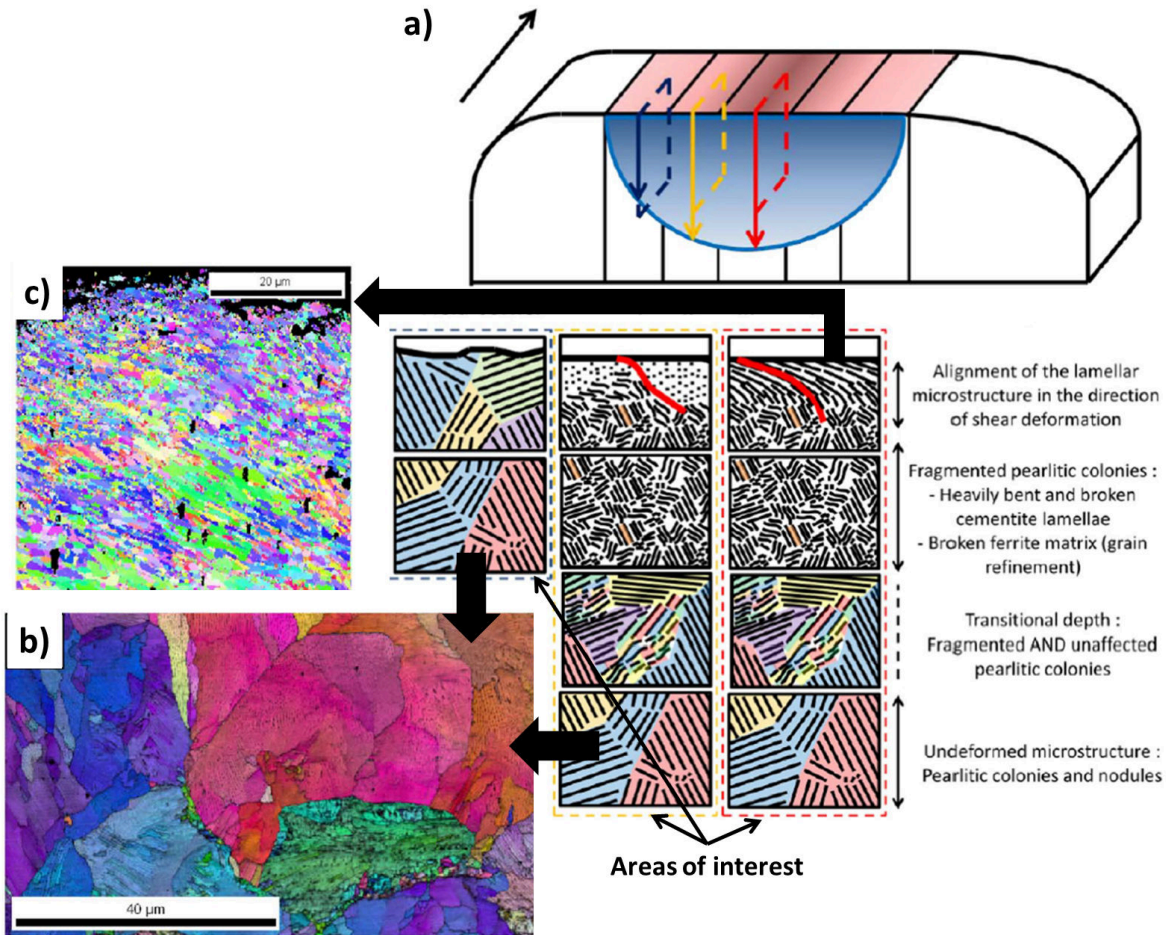 a)
c)
20 µm
Alignment of the lamellar
microstructure in the direction
of shear deformation
Fragmented pearlitic colonies :
- Heavily bent and broken
cementite lamellae
- Broken ferrite matrix (grain
refinement)
b)
Transitional depth :
Fragmented AND unaffected
pearlitic colonies
Undeformed microstructure :
Pearlitic colonies and nodules
Areas of interest
40 µm